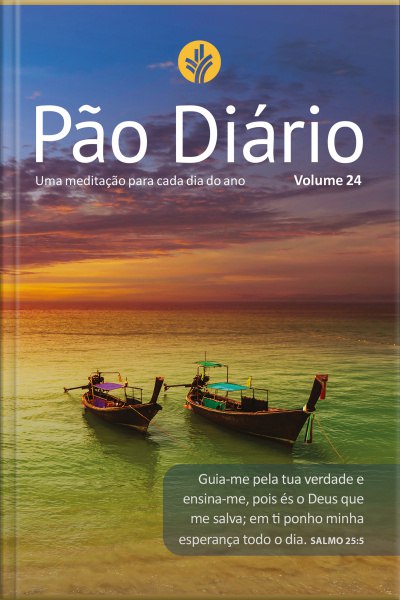 Pão Diário
Uma meditação para cada dia do ano Volume 24
Guia-me pela tua verdade e
ensina-me, pois és o Deus que
me salva; em ti ponho minha
esperança todo o dia. SALMO 25:5